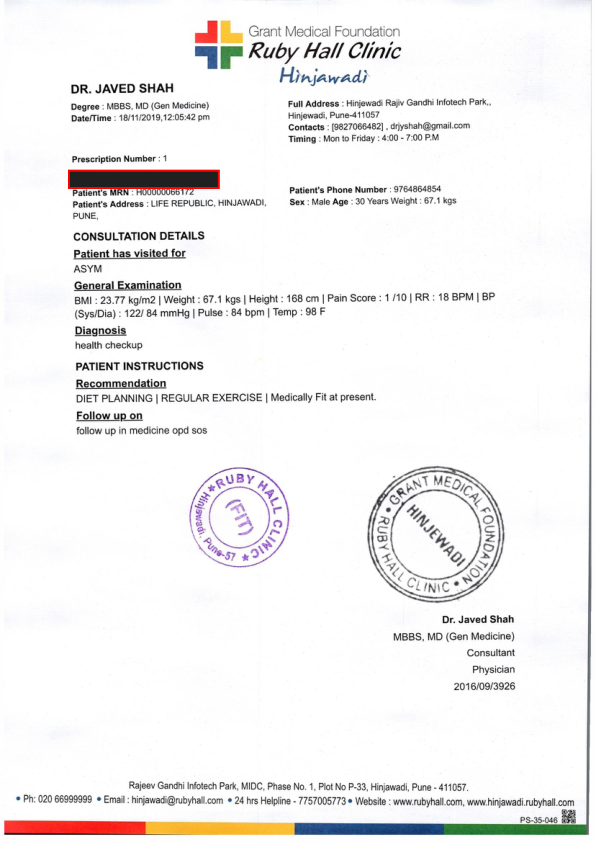 Grant Medical Foundation
Ruby Hall Clinic
Hinjawadi
DR. JAVED SHAH
Degree : MBBS, MD (Gen Medicine)
Date/Time : 18/11/2019,12:05:42 pm
Full Address : Hinjewadi Rajiv Gandhi Infotech Park,,
Hinjewadi, Pune-411057
Contacts : [9827066482] , drjyshah@gmail.com
Timing : Mon to Friday : 4:00 - 7:00 P.M
Prescription Number : 1
Patient's MRN : H00000066172
Patient's Address : LIFE REPUBLIC, HINJAWADI,
PUNE,
Patient's Phone Number : 9764864854
Sex : Male Age : 30 Years Weight : 67.1 kgs
CONSULTATION DETAILS
Patient has visited for
ASYM
General Examination
BMI : 23.77 kg/m2 | Weight : 67.1 kgs | Height : 168 cm | Pain Score : 1 /10 | RR : 18 BPM | BP
(Sys/Dia) : 122/ 84 mmHg | Pulse : 84 bpm | Temp : 98 F
Diagnosis
health checkup
PATIENT INSTRUCTIONS
Recommendation
DIET PLANNING | REGULAR EXERCISE | Medically Fit at present.
Follow up on
follow up in medicine opd sos
RUBY HALL CLINIC
Hinjawadi, Pune-57
(FIT)
GRANT MEDICAL FOUNDATION
RUBY HALL CLINIC
HINJEWADI
Dr. Javed Shah
MBBS, MD (Gen Medicine)
Consultant
Physician
2016/09/3926
Rajeev Gandhi Infotech Park, MIDC, Phase No. 1, Plot No P-33, Hinjawadi, Pune - 411057.
• Ph: 020 66999999 • Email : hinjawadi@rubyhall.com • 24 hrs Helpline - 7757005773 • Website : www.rubyhall.com, www.hinjawadi.rubyhall.com
PS-35-046